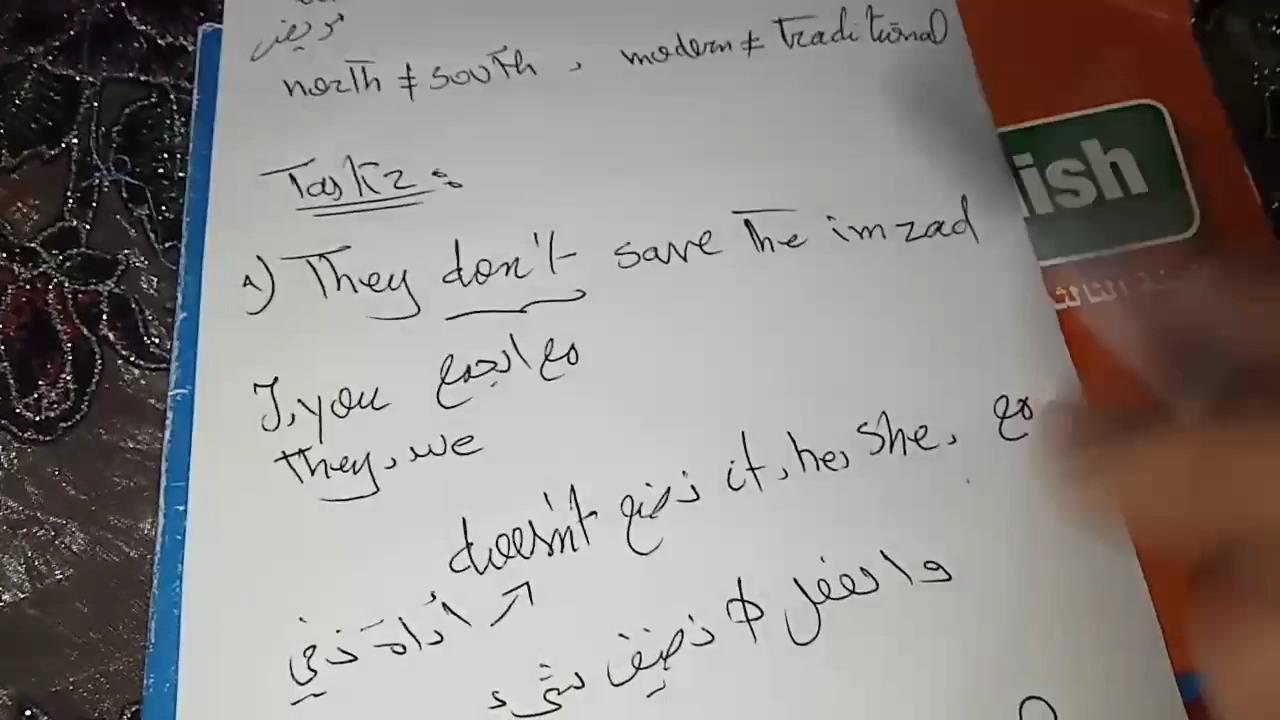 north ≠ south , modern ≠ traditional
Task 2 :
1) They don't save the imzad
I, you مع الجمع
they, we
مع it, he, she, نضع doesn't
أداة نفي
والفعل ∅ نضيف شيء
ish